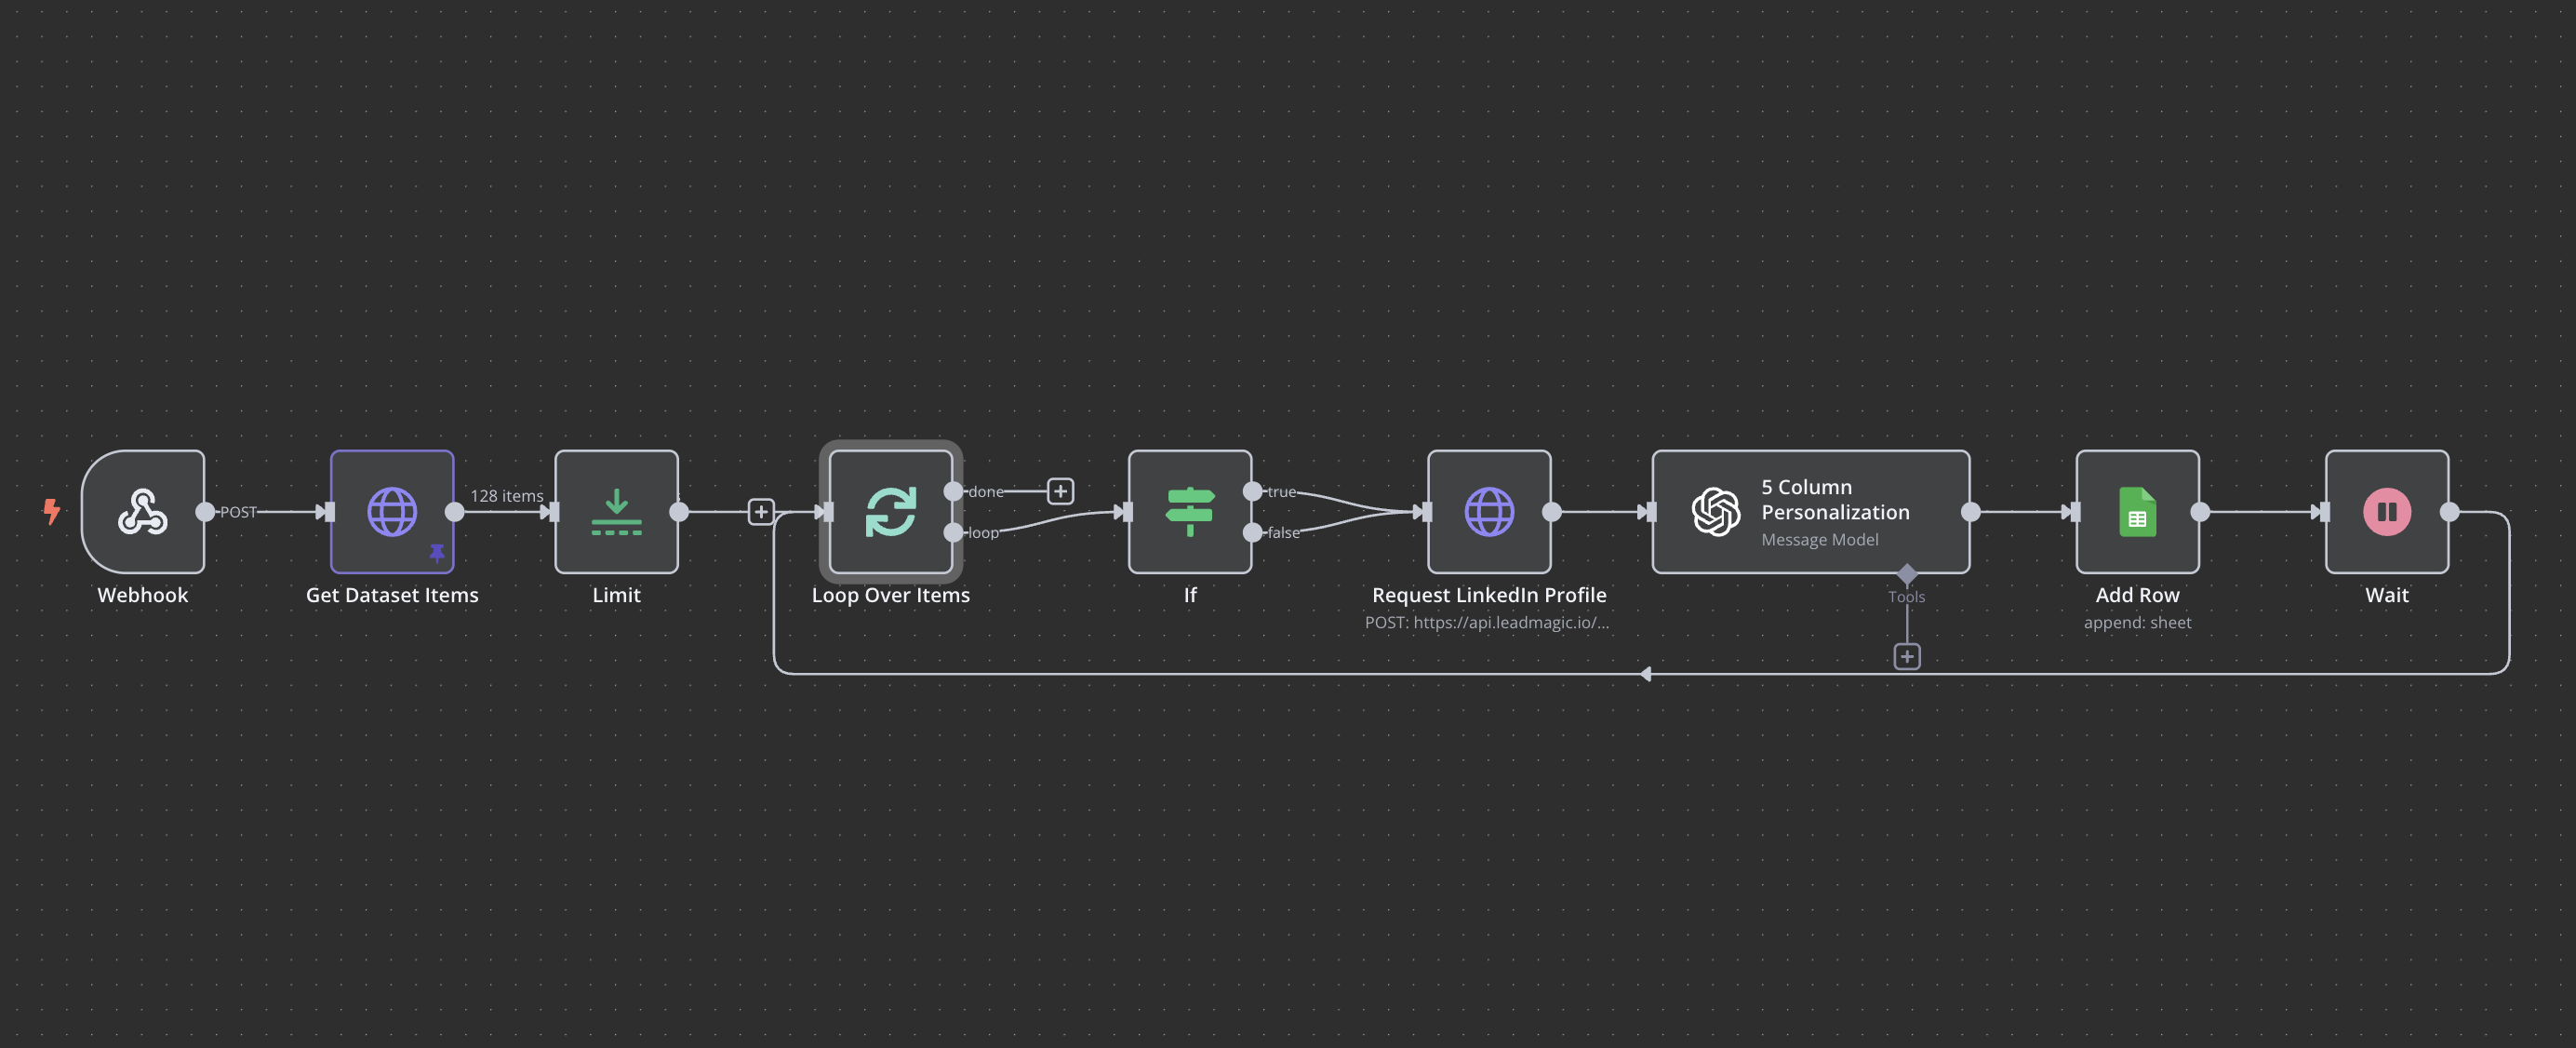 POST
128 items
done
loop
true
false
5 Column
Personalization
Message Model
Tools
Webhook
Get Dataset Items
Limit
Loop Over Items
If
Request LinkedIn Profile
POST: https://api.leadmagic.io/...
Add Row
append: sheet
Wait